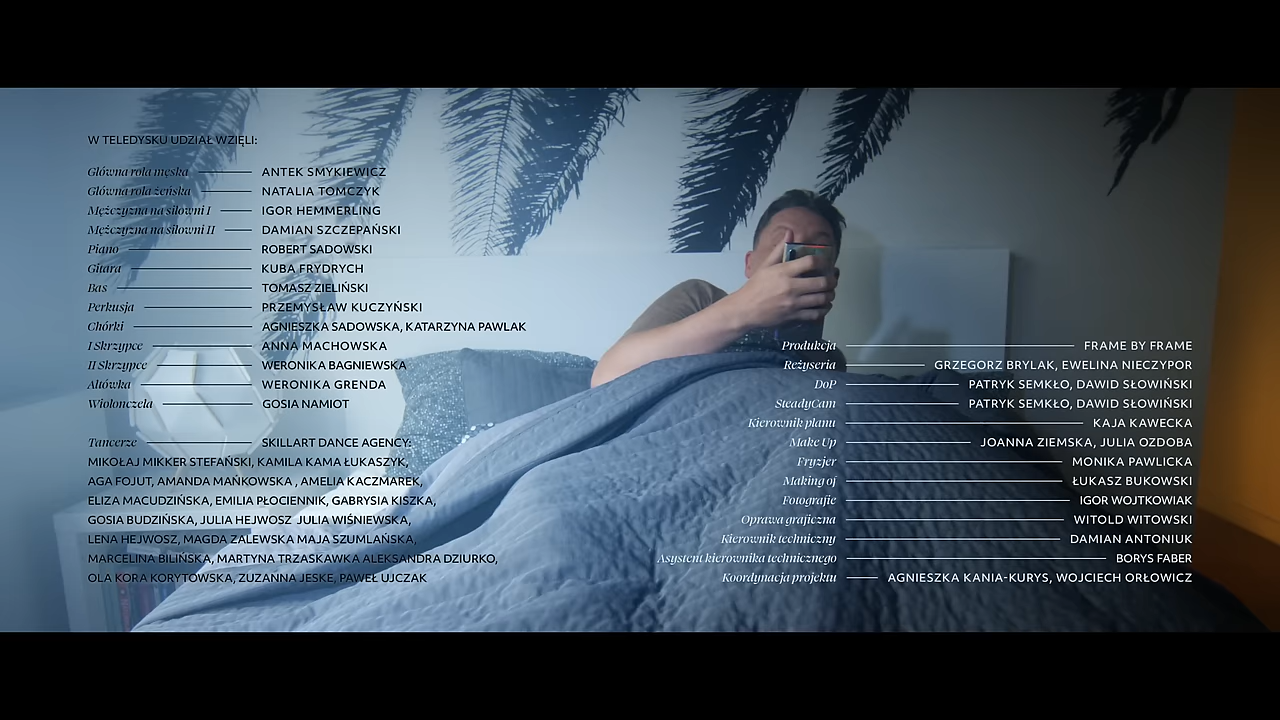 W TELEDYSKU UDZIAŁ WZIĘLI:
Główna rola męska ANTEK SMYKIEWICZ
Główna rola żeńska NATALIA TOMCZYK
Mężczyzna na siłowni I IGOR HEMMERLING
Mężczyzna na siłowni II DAMIAN SZCZEPAŃSKI
Piano ROBERT SADOWSKI
Gitara KUBA FRYDRYCH
Bas TOMASZ ZIELIŃSKI
Perkusja PRZEMYSŁAW KUCZYŃSKI
Chórki AGNIESZKA SADOWSKA, KATARZYNA PAWLAK
I Skrzypce ANNA MACHOWSKA
II Skrzypce WERONIKA BAGNIEWSKA
Altówka WERONIKA GRENDA
Wiolonczela GOSIA NAMIOT
Tancerze SKILLART DANCE AGENCY:
MIKOŁAJ MIKKER STEFAŃSKI, KAMILA KAMA ŁUKASZYK,
AGA FOJUT, AMANDA MAŃKOWSKA , AMELIA KACZMAREK,
ELIZA MACUDZIŃSKA, EMILIA PŁOCIENNIK, GABRYSIA KISZKA,
GOSIA BUDZIŃSKA, JULIA HEJWOSZ JULIA WIŚNIEWSKA,
LENA HEJWOSZ, MAGDA ZALEWSKA MAJA SZUMLAŃSKA,
MARCELINA BILIŃSKA, MARTYNA TRZASKAWKA ALEKSANDRA DZIURKO,
OLA KORA KORYTOWSKA, ZUZANNA JESKE, PAWEŁ UJCZAK
Produkcja FRAME BY FRAME
Reżyseria GRZEGORZ BRYLAK, EWELINA NIECZYPOR
DoP PATRYK SEMKŁO, DAWID SŁOWIŃSKI
SteadyCam PATRYK SEMKŁO, DAWID SŁOWIŃSKI
Kierownik planu KAJA KAWECKA
Make Up JOANNA ZIEMSKA, JULIA OZDOBA
Fryzjer MONIKA PAWLICKA
Making of ŁUKASZ BUKOWSKI
Fotografie IGOR WOJTKOWIAK
Oprawa graficzna WITOLD WITOWSKI
Kierownik techniczny DAMIAN ANTONIUK
Asystent kierownika technicznego BORYS FABER
Koordynacja projektu AGNIESZKA KANIA-KURYS, WOJCIECH ORŁOWICZ